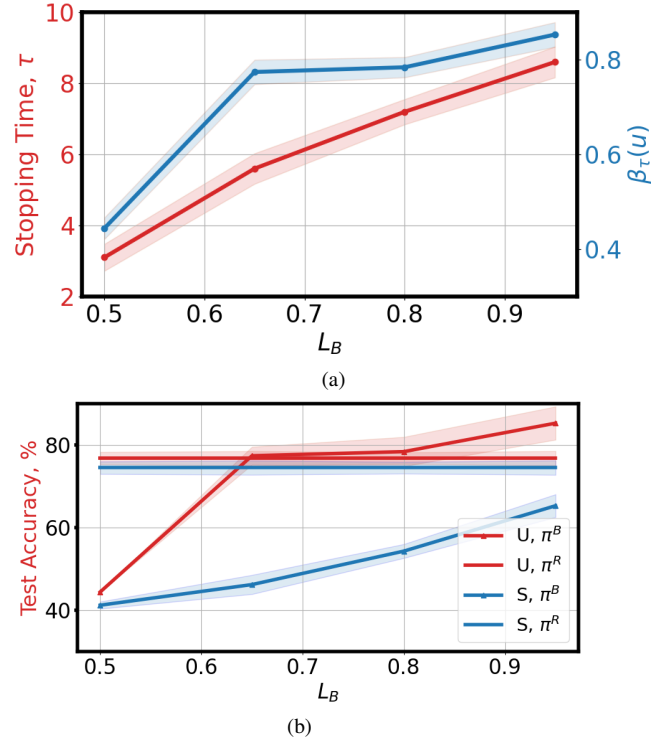 10
8
6
4
2
Stopping Time, τ
0.8
0.6
0.4
β_τ(u)
0.5 0.6 0.7 0.8 0.9
L_B
(a)
80
60
40
Test Accuracy, %
U, π^B
U, π^R
S, π^B
S, π^R
0.5 0.6 0.7 0.8 0.9
L_B
(b)